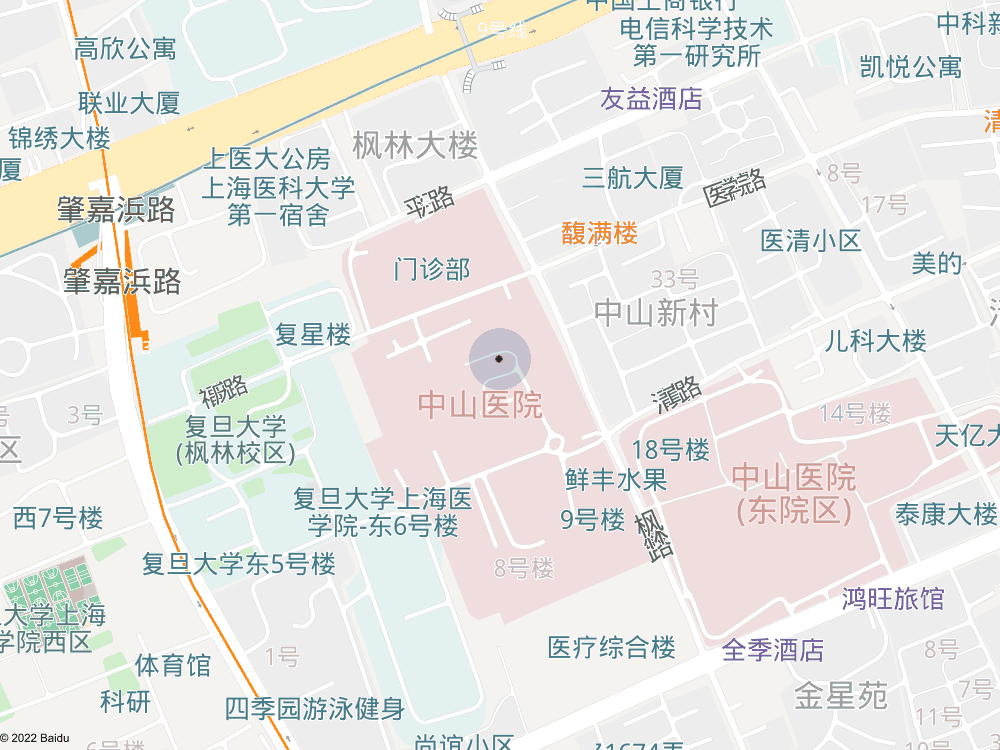 中国工商银行
9号线
电信科学技术
第一研究所
中科新
高欣公寓
凯悦公寓
联业大厦
友益酒店
锦绣大楼
清
厦
上医大公房
枫林大楼
上海医科大学
第一宿舍
三航大厦
医学院路
8号
17号
肇嘉浜路
平江路
馥满楼
医清小区
美的
肇嘉浜路
门诊部
33号
中山新村
复星楼
儿科大楼
祁齐路
清真路
3号
中山医院
14号楼
复旦大学
(枫林校区)
区
18号楼
天亿大
鲜丰水果
中山医院
(东院区)
复旦大学上海医
学院-东6号楼
西7号楼
9号楼
枫林路
泰康大楼
复旦大学东5号楼
8号楼
鸿旺旅馆
大学上海
学院西区
1号
医疗综合楼
全季酒店
8号
体育馆
7号
科研
四季园游泳健身
金星苑
11号
© 2022 Baidu
6号楼
尚谊小区
10号